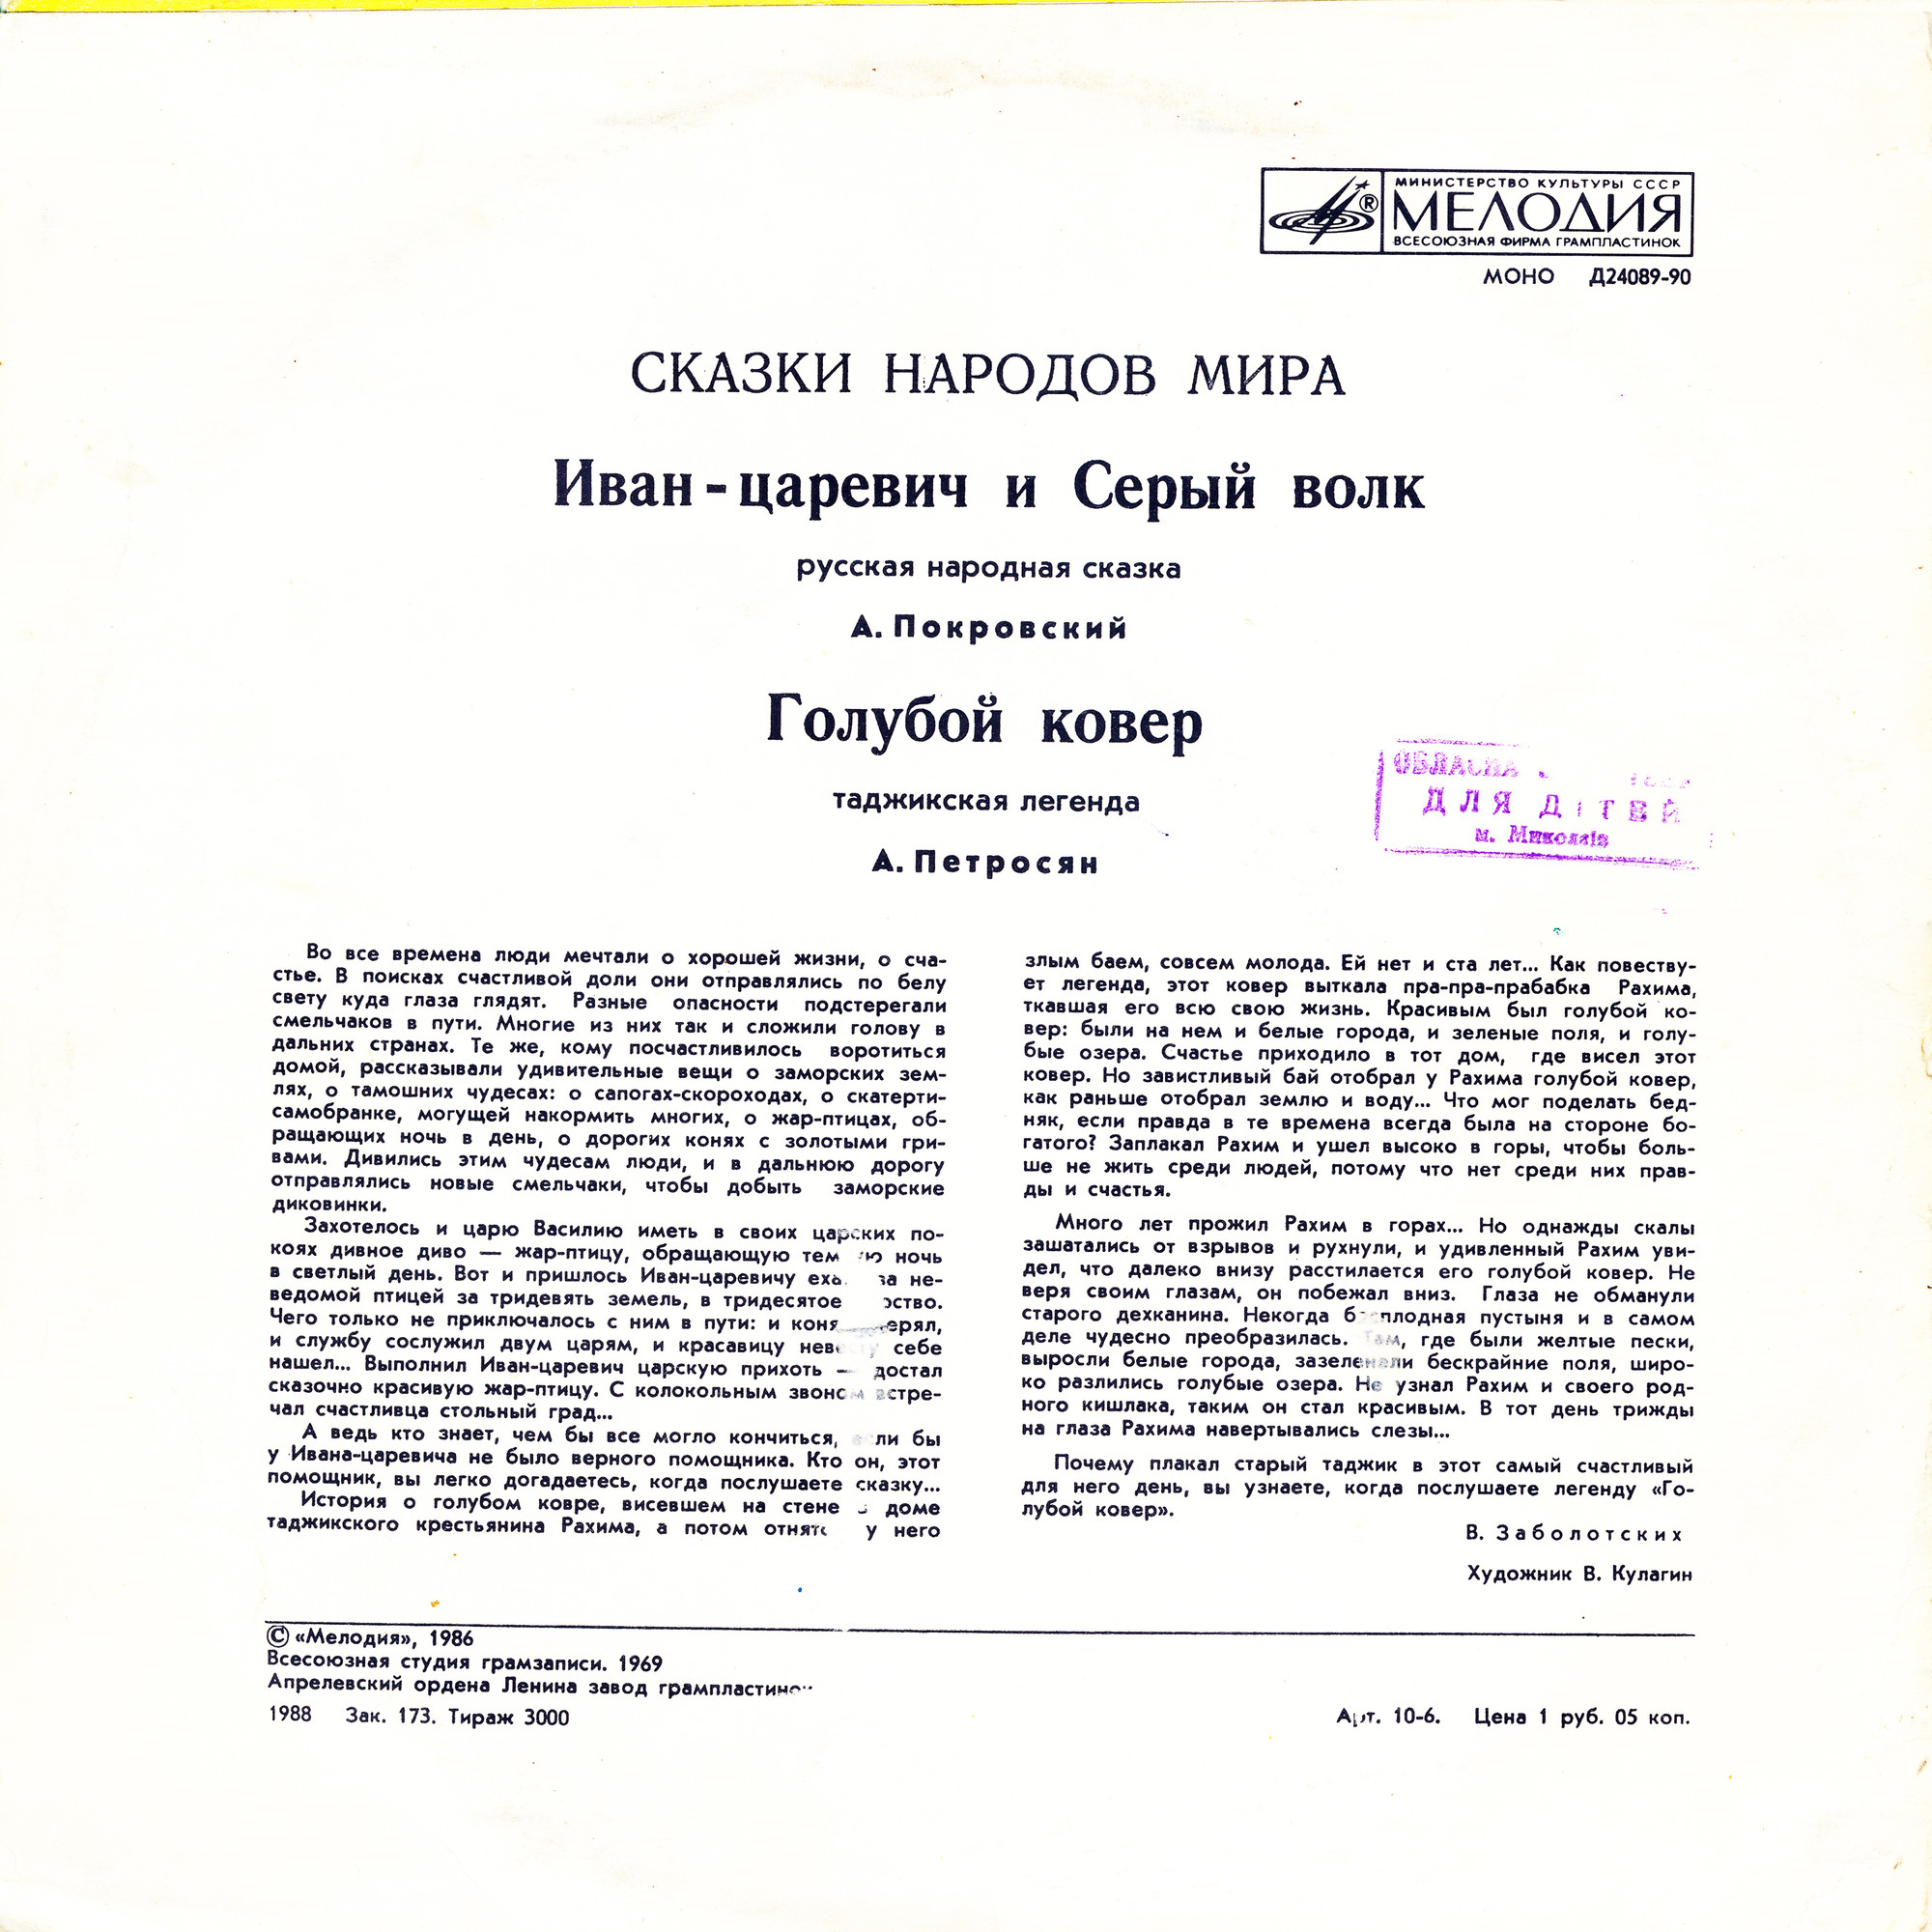 МИНИСТЕРСТВО КУЛЬТУРЫ СССР
МЕЛОДИЯ
ВСЕСОЮЗНАЯ ФИРМА ГРАМПЛАСТИНОК
МОНО Д24089-90
СКАЗКИ НАРОДОВ МИРА
Иван-царевич и Серый волк
русская народная сказка
А. Покровский
Голубой ковер
таджикская легенда
А. Петросян
ДЛЯ ДІТЕЙ
м. Миколаїв
Во все времена люди мечтали о хорошей жизни, о сча-
стье. В поисках счастливой доли они отправлялись по белу
свету куда глаза глядят. Разные опасности подстерегали
смельчаков в пути. Многие из них так и сложили голову в
дальних странах. Те же, кому посчастливилось воротиться
домой, рассказывали удивительные вещи о заморских зем-
лях, о тамошних чудесах: о сапогах-скороходах, о скатерти-
самобранке, могущей накормить многих, о жар-птицах, об-
ращающих ночь в день, о дорогих конях с золотыми гри-
вами. Дивились этим чудесам люди, и в дальнюю дорогу
отправлялись новые смельчаки, чтобы добыть заморские
диковинки.
Захотелось и царю Василию иметь в своих царских по-
коях дивное диво — жар-птицу, обращающую ночь
в светлый день. Вот и пришлось Иван-царевичу за не-
ведомой птицей за тридевять земель, в тридесятое
Чего только не приключалось с ним в пути: и коня
и службу сослужил двум царям, и красавицу невесту себе
нашел... Выполнил Иван-царевич царскую прихоть — достал
сказочно красивую жар-птицу. С колокольным звоном встре-
чал счастливца стольный град...
А ведь кто знает, чем бы все могло кончиться, если бы
у Ивана-царевича не было верного помощника. Кто он, этот
помощник, вы легко догадаетесь, когда послушаете сказку...
История о голубом ковре, висевшем на стене в доме
таджикского крестьянина Рахима, а потом у него
злым баем, совсем молода. Ей нет и ста лет... Как повеству-
ет легенда, этот ковер выткала пра-пра-прабабка Рахима,
ткавшая его всю свою жизнь. Красивым был голубой ко-
вер: были на нем и белые города, и зеленые поля, и голу-
бые озера. Счастье приходило в тот дом, где висел этот
ковер. Но завистливый бай отобрал у Рахима голубой ковер,
как раньше отобрал землю и воду... Что мог поделать бед-
няк, если правда в те времена всегда была на стороне бо-
гатого? Заплакал Рахим и ушел высоко в горы, чтобы боль-
ше не жить среди людей, потому что нет среди них прав-
ды и счастья.
Много лет прожил Рахим в горах... Но однажды скалы
зашатались от взрывов и рухнули, и удивленный Рахим уви-
дел, что далеко внизу расстилается его голубой ковер. Не
веря своим глазам, он побежал вниз. Глаза не обманули
старого дехканина. Некогда бесплодная пустыня и в самом
деле чудесно преобразилась. Там, где были желтые пески,
выросли белые города, зазеленели бескрайние поля, широ-
ко разлились голубые озера. Не узнал Рахим и своего род-
ного кишлака, таким он стал красивым. В тот день трижды
на глаза Рахима навертывались слезы...
Почему плакал старый таджик в этот самый счастливый
для него день, вы узнаете, когда послушаете легенду «Го-
лубой ковер».
В. Заболотских
Художник В. Кулагин
© «Мелодия», 1986
Всесоюзная студия грамзаписи. 1969
Апрелевский ордена Ленина завод грампластинок
1988 Зак. 173. Тираж 3000
Арт. 10-6. Цена 1 руб. 05 коп.